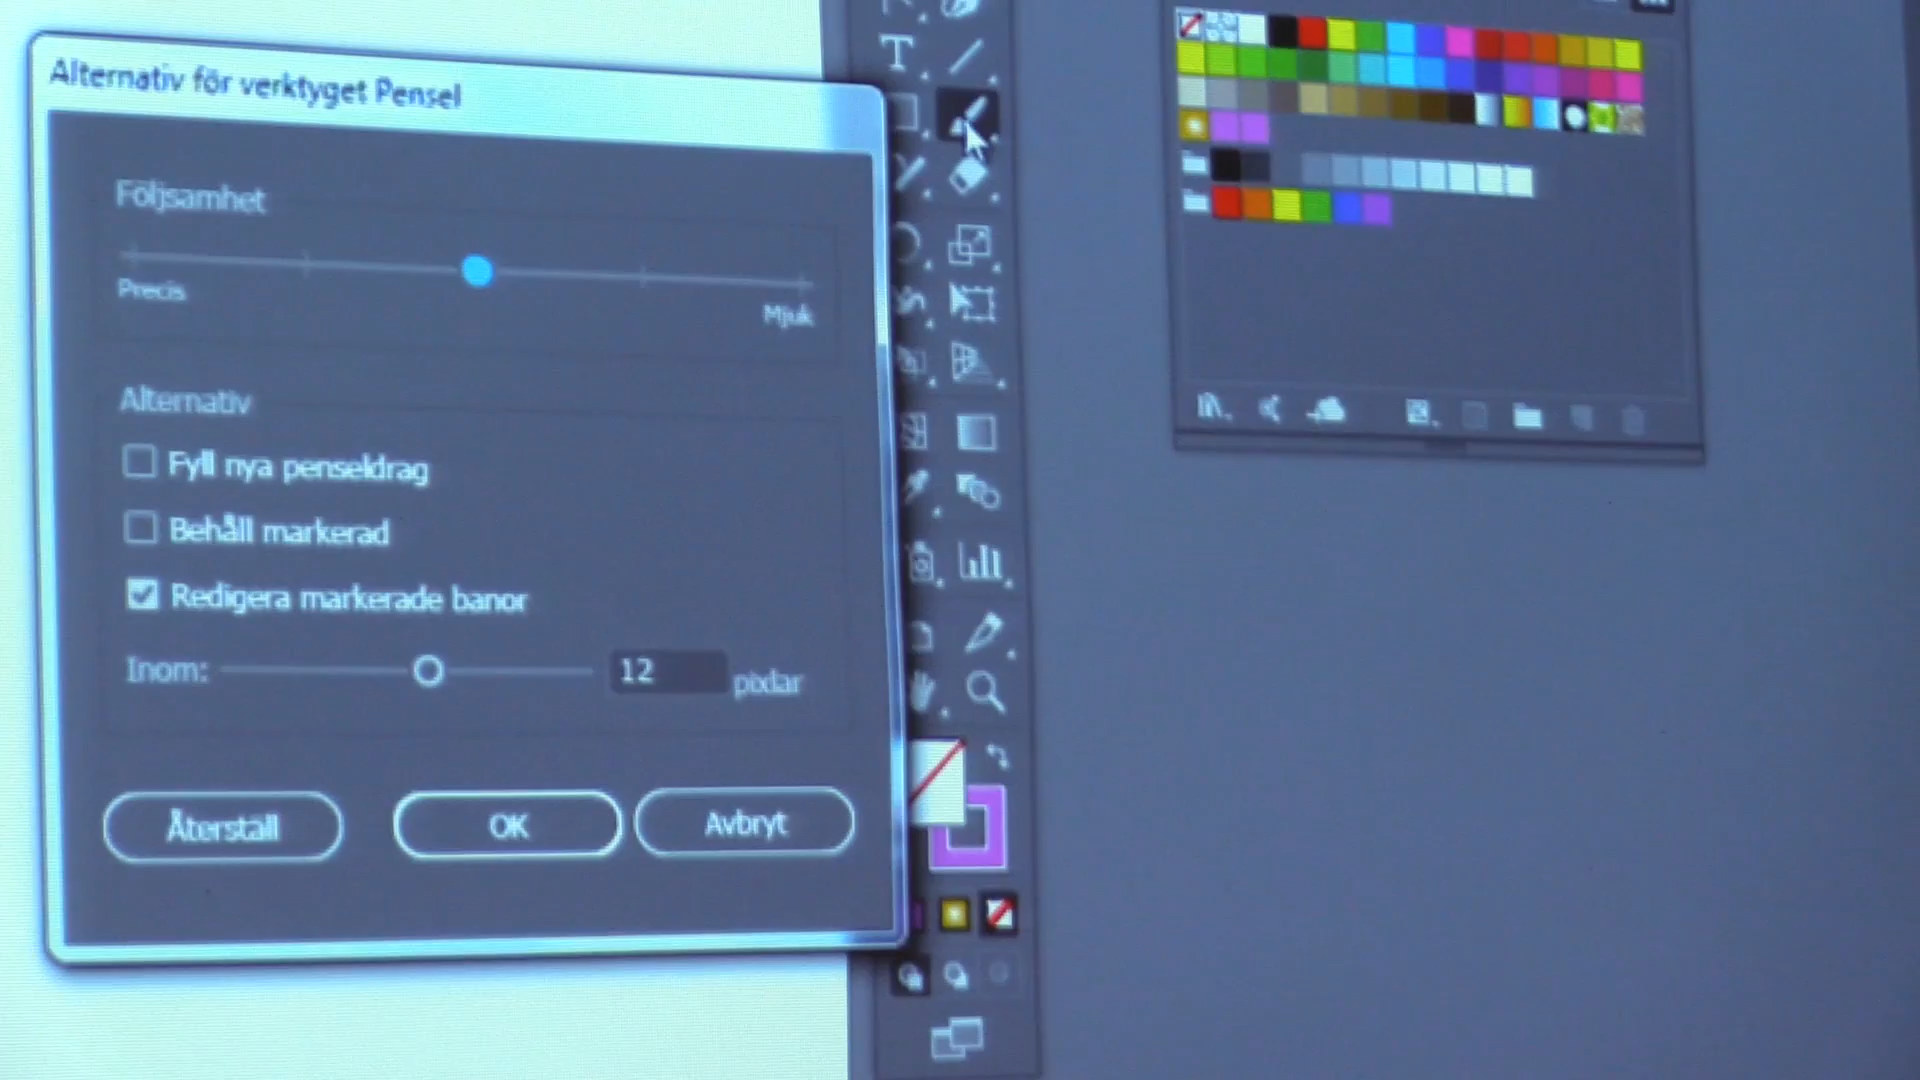 Alternativ för verktyget Pensel
Följsamhet
Precis
Mjuk
Alternativ
Fyll nya penseldrag
Behåll markerad
Redigera markerade banor
Inom: 12 pixlar
Återställ OK Avbryt